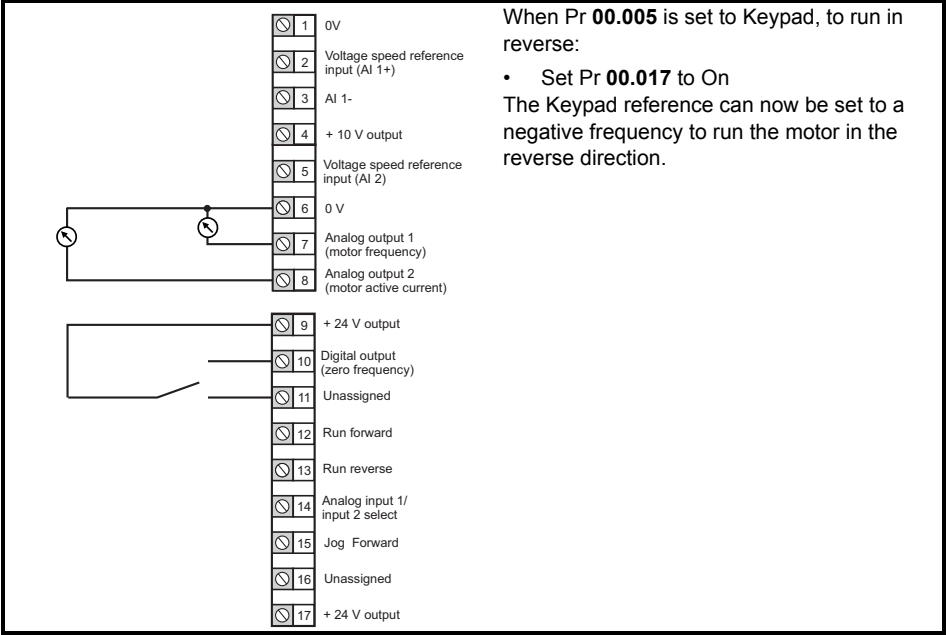 1 0V
2 Voltage speed reference
input (AI 1+)
3 AI 1-
4 + 10 V output
5 Voltage speed reference
input (AI 2)
6 0 V
7 Analog output 1
(motor frequency)
8 Analog output 2
(motor active current)
9 + 24 V output
10 Digital output
(zero frequency)
11 Unassigned
12 Run forward
13 Run reverse
14 Analog input 1/
input 2 select
15 Jog Forward
16 Unassigned
17 + 24 V output
When Pr 00.005 is set to Keypad, to run in
reverse:
• Set Pr 00.017 to On
The Keypad reference can now be set to a
negative frequency to run the motor in the
reverse direction.